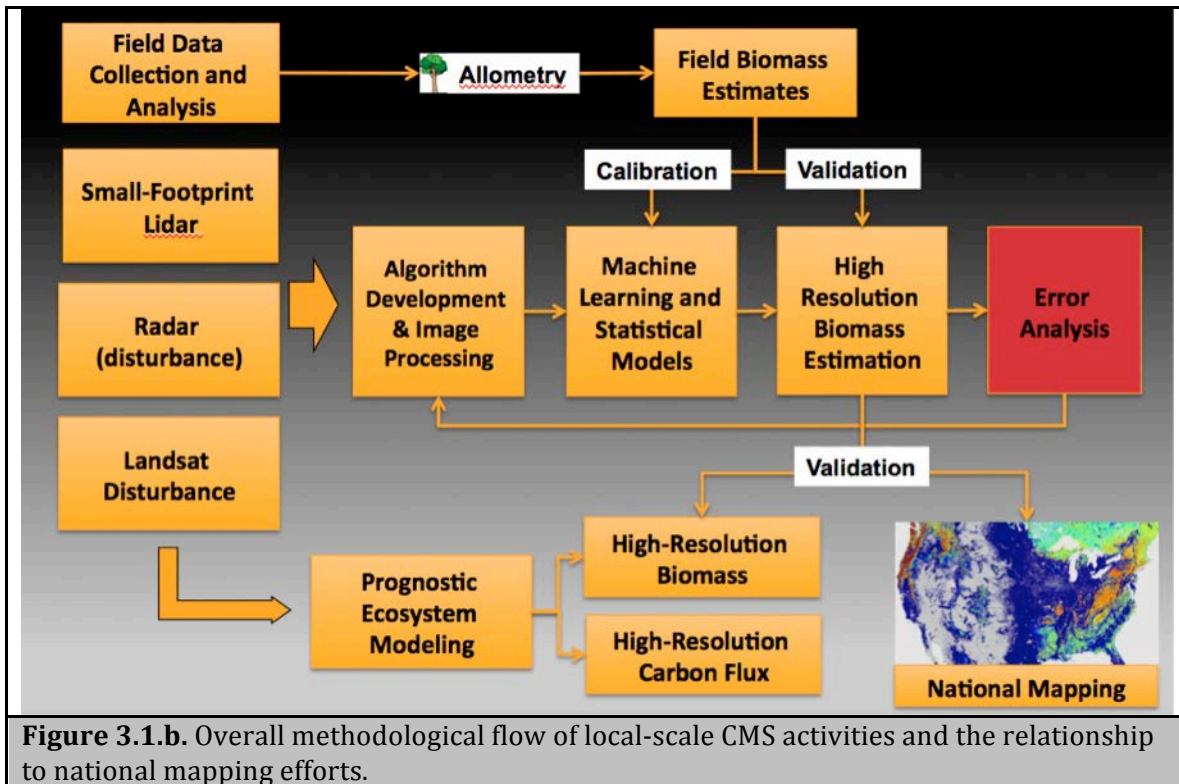 Field Data
Collection and
Analysis
Allometry
Field Biomass
Estimates
Calibration
Validation
Small-Footprint
Lidar
Radar
(disturbance)
Landsat
Disturbance
Algorithm
Development
& Image
Processing
Machine
Learning and
Statistical
Models
High
Resolution
Biomass
Estimation
Error
Analysis
Validation
Prognostic
Ecosystem
Modeling
High-Resolution
Biomass
High-Resolution
Carbon Flux
National Mapping
Figure 3.1.b. Overall methodological flow of local-scale CMS activities and the relationship
to national mapping efforts.